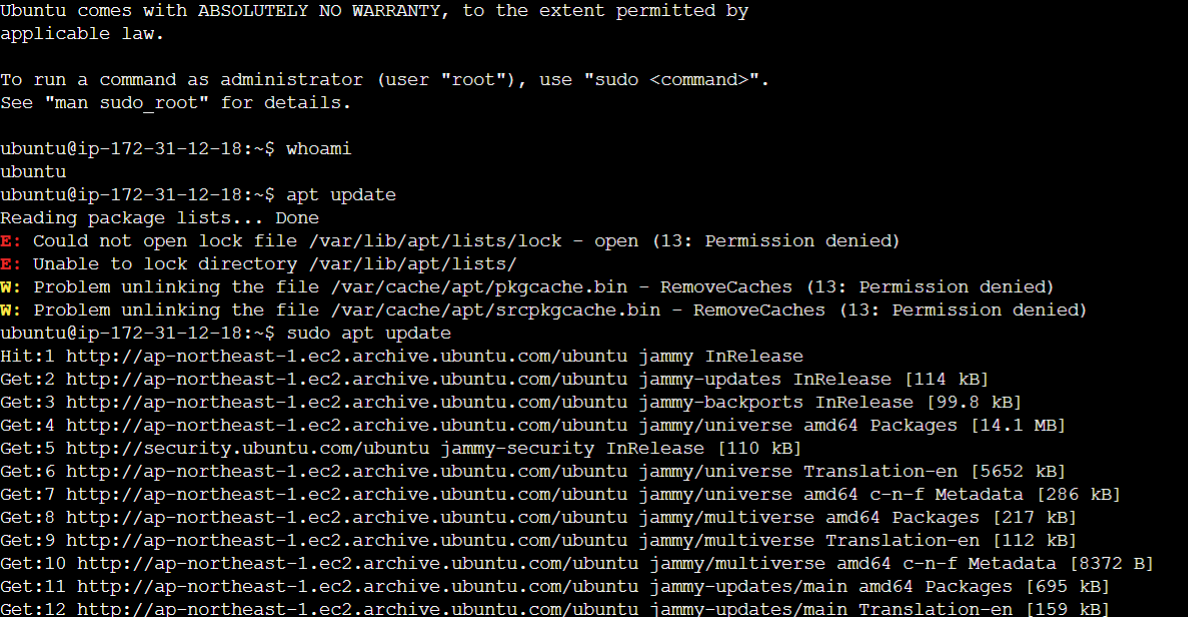 Ubuntu comes with ABSOLUTELY NO WARRANTY, to the extent permitted by
applicable law.
To run a command as administrator (user "root"), use "sudo <command>".
See "man sudo_root" for details.
ubuntu@ip-172-31-12-18:~$ whoami
ubuntu
ubuntu@ip-172-31-12-18:~$ apt update
Reading package lists... Done
E: Could not open lock file /var/lib/apt/lists/lock - open (13: Permission denied)
E: Unable to lock directory /var/lib/apt/lists/
W: Problem unlinking the file /var/cache/apt/pkgcache.bin - RemoveCaches (13: Permission denied)
W: Problem unlinking the file /var/cache/apt/srcpkgcache.bin - RemoveCaches (13: Permission denied)
ubuntu@ip-172-31-12-18:~$ sudo apt update
Hit:1 http://ap-northeast-1.ec2.archive.ubuntu.com/ubuntu jammy InRelease
Get:2 http://ap-northeast-1.ec2.archive.ubuntu.com/ubuntu jammy-updates InRelease [114 kB]
Get:3 http://ap-northeast-1.ec2.archive.ubuntu.com/ubuntu jammy-backports InRelease [99.8 kB]
Get:4 http://ap-northeast-1.ec2.archive.ubuntu.com/ubuntu jammy/universe amd64 Packages [14.1 MB]
Get:5 http://security.ubuntu.com/ubuntu jammy-security InRelease [110 kB]
Get:6 http://ap-northeast-1.ec2.archive.ubuntu.com/ubuntu jammy/universe Translation-en [5652 kB]
Get:7 http://ap-northeast-1.ec2.archive.ubuntu.com/ubuntu jammy/universe amd64 c-n-f Metadata [286 kB]
Get:8 http://ap-northeast-1.ec2.archive.ubuntu.com/ubuntu jammy/multiverse amd64 Packages [217 kB]
Get:9 http://ap-northeast-1.ec2.archive.ubuntu.com/ubuntu jammy/multiverse Translation-en [112 kB]
Get:10 http://ap-northeast-1.ec2.archive.ubuntu.com/ubuntu jammy/multiverse amd64 c-n-f Metadata [8372 B]
Get:11 http://ap-northeast-1.ec2.archive.ubuntu.com/ubuntu jammy-updates/main amd64 Packages [695 kB]
Get:12 http://ap-northeast-1.ec2.archive.ubuntu.com/ubuntu jammy-updates/main Translation-en [159 kB]